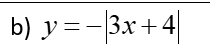 b) y = −|3x + 4|